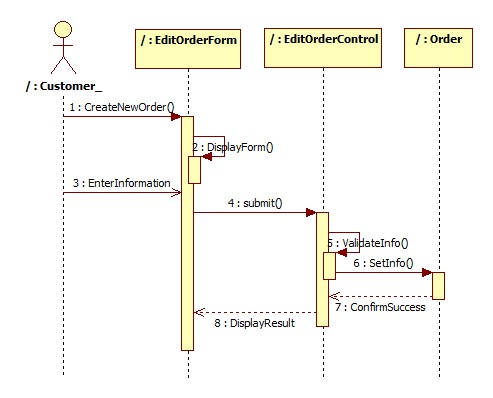 / : EditOrderForm
/ : EditOrderControl
/ : Order
/ : Customer_
1 : CreateNewOrder()
2 : DisplayForm()
3 : EnterInformation
4 : submit()
5 : ValidateInfo()
6 : SetInfo()
7 : ConfirmSuccess
8 : DisplayResult